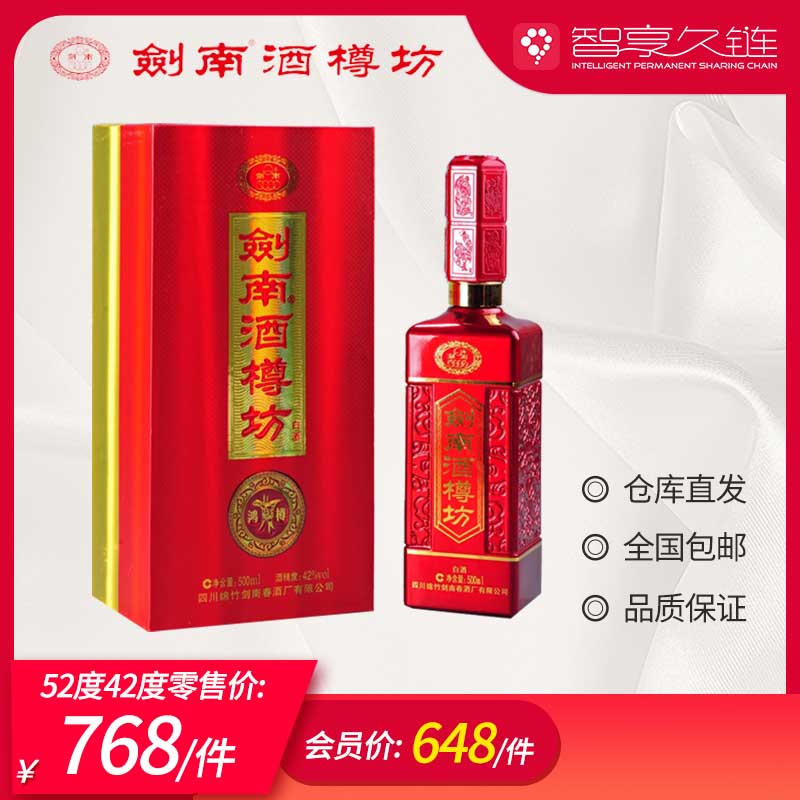 劍南®酒樽坊
智享久链
INTELLIGENT PERMANENT SHARING CHAIN
劍南
劍南®酒樽坊
白酒
鸿樽
净含量:500ml 酒精度:42%vol
四川绵竹剑南春酒厂有限公司
劍南酒樽坊
白酒
净含量:500ml
四川绵竹剑南春酒厂有限公司
◎ 仓库直发
◎ 全国包邮
◎ 品质保证
52度42度零售价:
¥ 768/件
会员价: 648/件